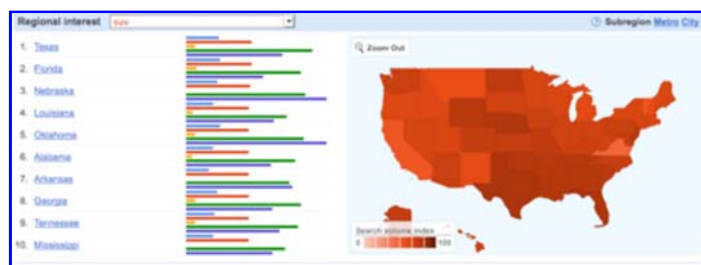 Regional interest suv Subregion Metro City
1. Texas
2. Florida
3. Nebraska
4. Louisiana
5. Oklahoma
6. Alabama
7. Arkansas
8. Georgia
9. Tennessee
10. Mississippi
Zoom Out
Search volume index
0 100